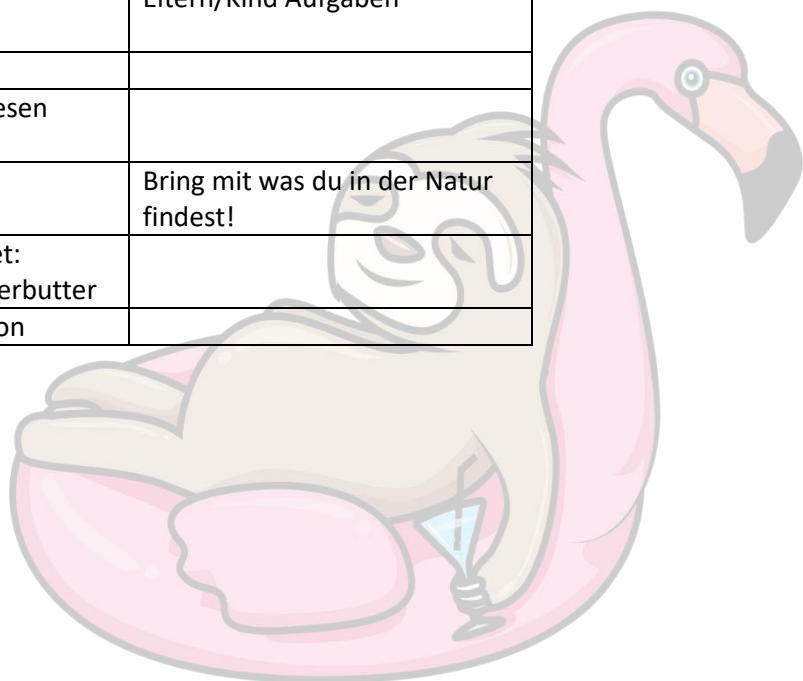 Eltern/Kind Aufgaben
esen
Bring mit was du in der Natur
findest!
et:
erbutter
on